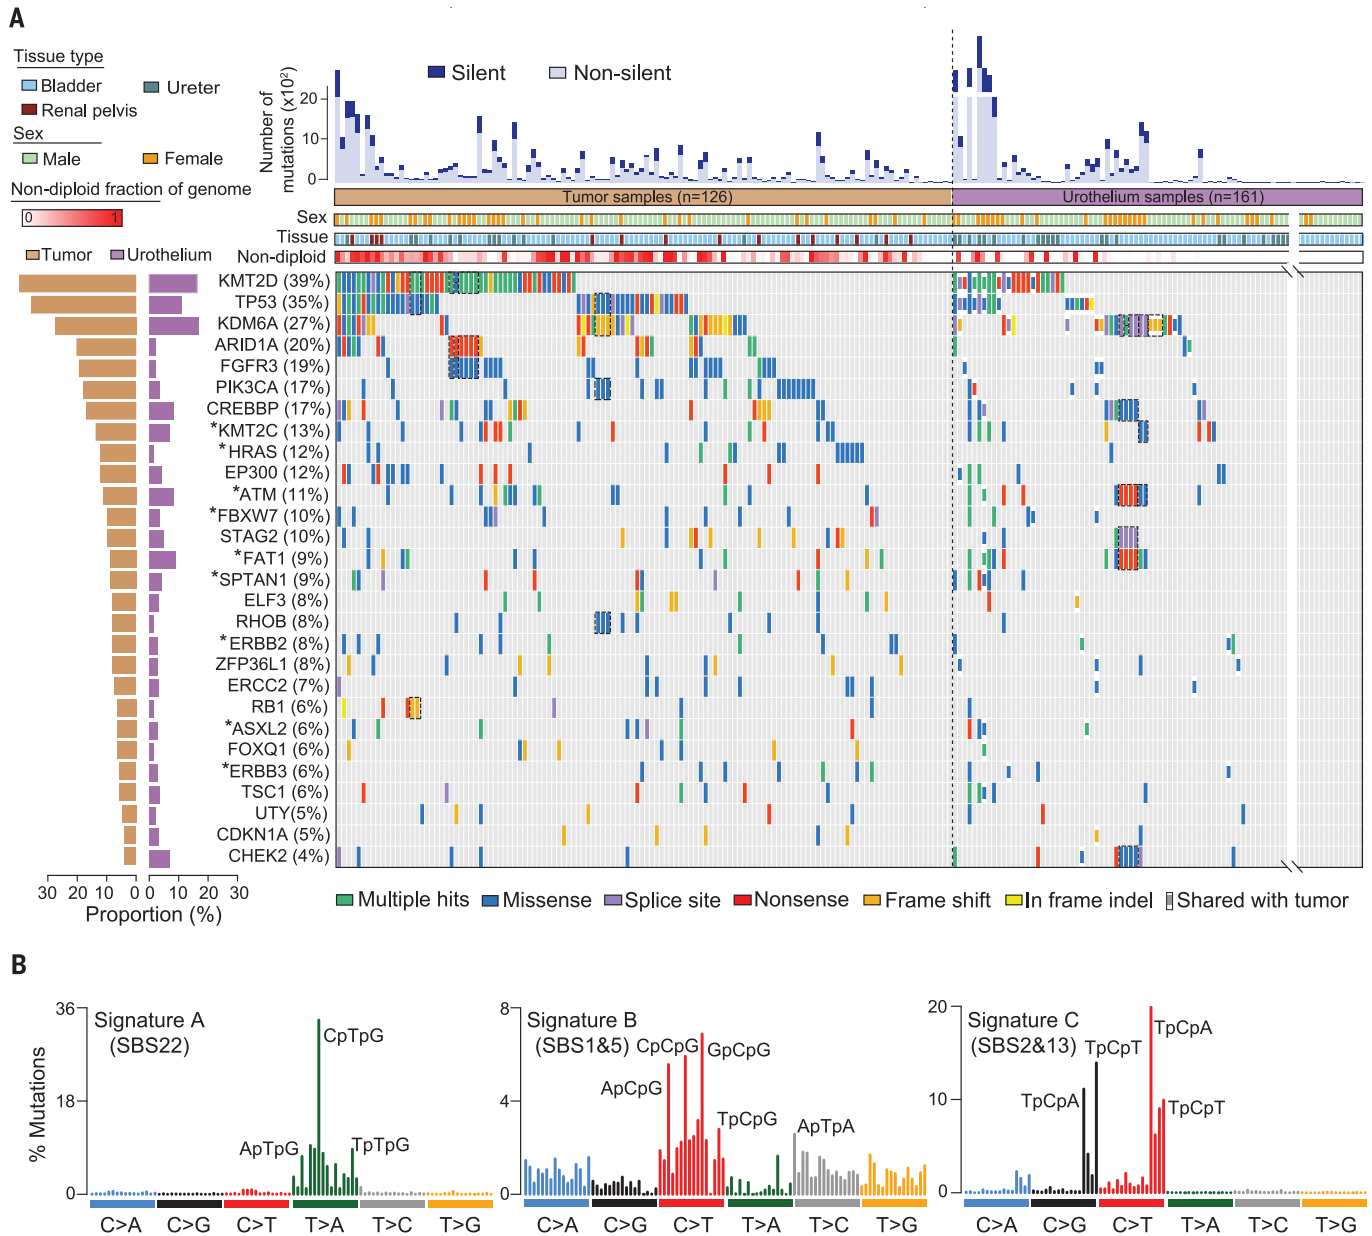 A
Tissue type
Bladder
Ureter
Renal pelvis
Sex
Male
Female
Non-diploid fraction of genome
0
1
Tumor
Urothelium
Silent
Non-silent
Number of
mutations (x10²)
20
10
0
Tumor samples (n=126)
Urothelium samples (n=161)
Sex
Tissue
Non-diploid
KMT2D (39%)
TP53 (35%)
KDM6A (27%)
ARID1A (20%)
FGFR3 (19%)
PIK3CA (17%)
CREBBP (17%)
*KMT2C (13%)
*HRAS (12%)
EP300 (12%)
*ATM (11%)
*FBXW7 (10%)
STAG2 (10%)
*FAT1 (9%)
*SPTAN1 (9%)
ELF3 (8%)
RHOB (8%)
*ERBB2 (8%)
ZFP36L1 (8%)
ERCC2 (7%)
RB1 (6%)
*ASXL2 (6%)
FOXQ1 (6%)
*ERBB3 (6%)
TSC1 (6%)
UTY(5%)
CDKN1A (5%)
CHEK2 (4%)
30 20 10 0 0 10 20 30
Proportion (%)
Multiple hits
Missense
Splice site
Nonsense
Frame shift
In frame indel
Shared with tumor
B
% Mutations
36
18
0
Signature A
(SBS22)
CpTpG
ApTpG
TpTpG
C>A C>G C>T T>A T>C T>G
8
4
0
Signature B
(SBS1&5)
CpCpG
GpCpG
ApCpG
TpCpG
ApTpA
C>A C>G C>T T>A T>C T>G
20
10
0
Signature C
(SBS2&13)
TpCpA
TpCpT
TpCpA
TpCpT
C>A C>G C>T T>A T>C T>G